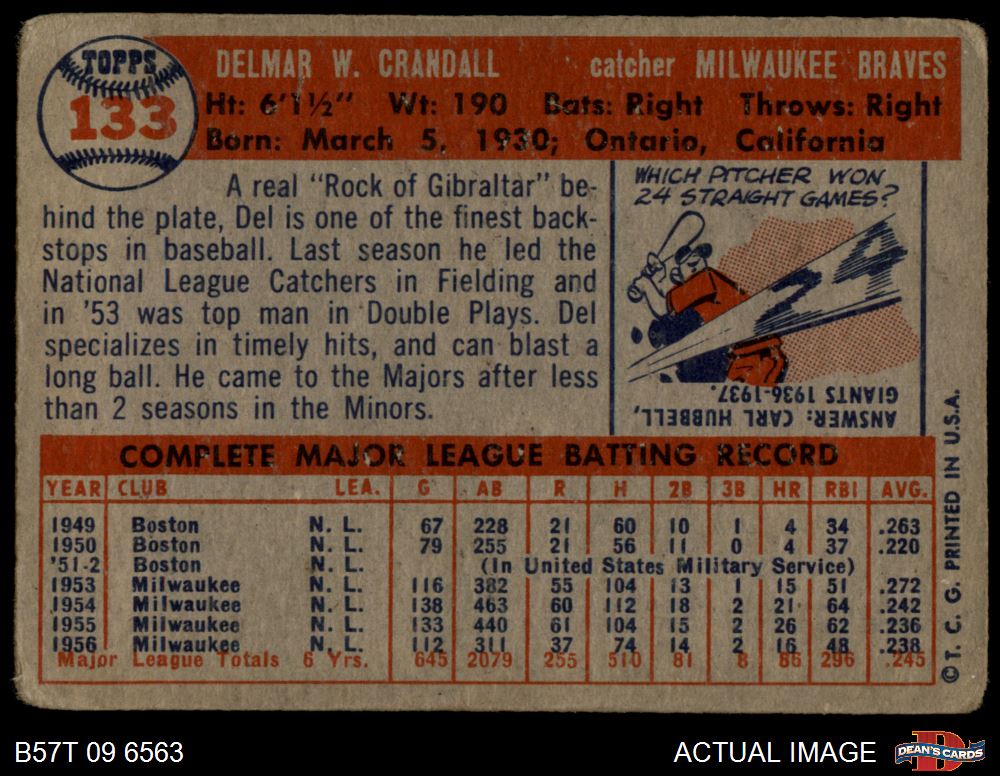 TOPPS
133
DELMAR W. CRANDALL catcher MILWAUKEE BRAVES
Ht: 6'1½" Wt: 190 Bats: Right Throws: Right
Born: March 5, 1930; Ontario, California
A real "Rock of Gibraltar" be-
hind the plate, Del is one of the finest back-
stops in baseball. Last season he led the
National League Catchers in Fielding and
in '53 was top man in Double Plays. Del
specializes in timely hits, and can blast a
long ball. He came to the Majors after less
than 2 seasons in the Minors.
WHICH PITCHER WON
24 STRAIGHT GAMES?
24
ANSWER: CARL HUBBELL,
GIANTS 1936-1937.
COMPLETE MAJOR LEAGUE BATTING RECORD
YEAR CLUB LEA. G AB R H 2B 3B HR RBI AVG.
1949 Boston N. L. 67 228 21 60 10 1 4 34 .263
1950 Boston N. L. 79 255 21 56 11 0 4 37 .220
'51-2 Boston N. L. (In United States Military Service)
1953 Milwaukee N. L. 116 382 55 104 13 1 15 51 .272
1954 Milwaukee N. L. 138 463 60 112 18 2 21 64 .242
1955 Milwaukee N. L. 133 440 61 104 15 2 26 62 .236
1956 Milwaukee N. L. 112 311 37 74 14 2 16 48 .238
Major League Totals 6 Yrs. 645 2079 255 510 81 8 86 296 .245
© T. C. G. PRINTED IN U.S.A.
B57T 09 6563 ACTUAL IMAGE DEAN'S CARDS